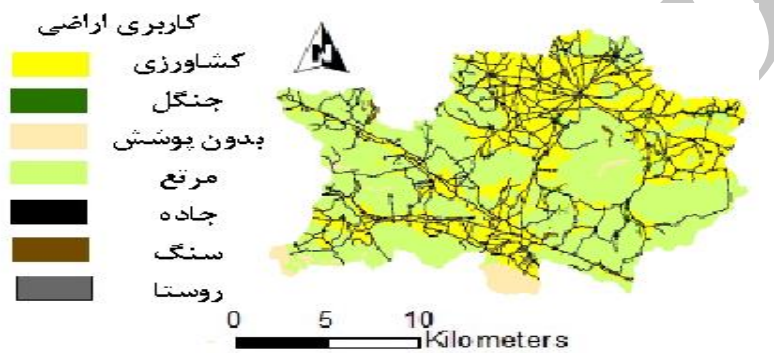 کاربری اراضی
کشاورزی
جنگل
بدون پوشش
مرتع
جاده
سنگ
روستا
N
0 5 10
Kilometers